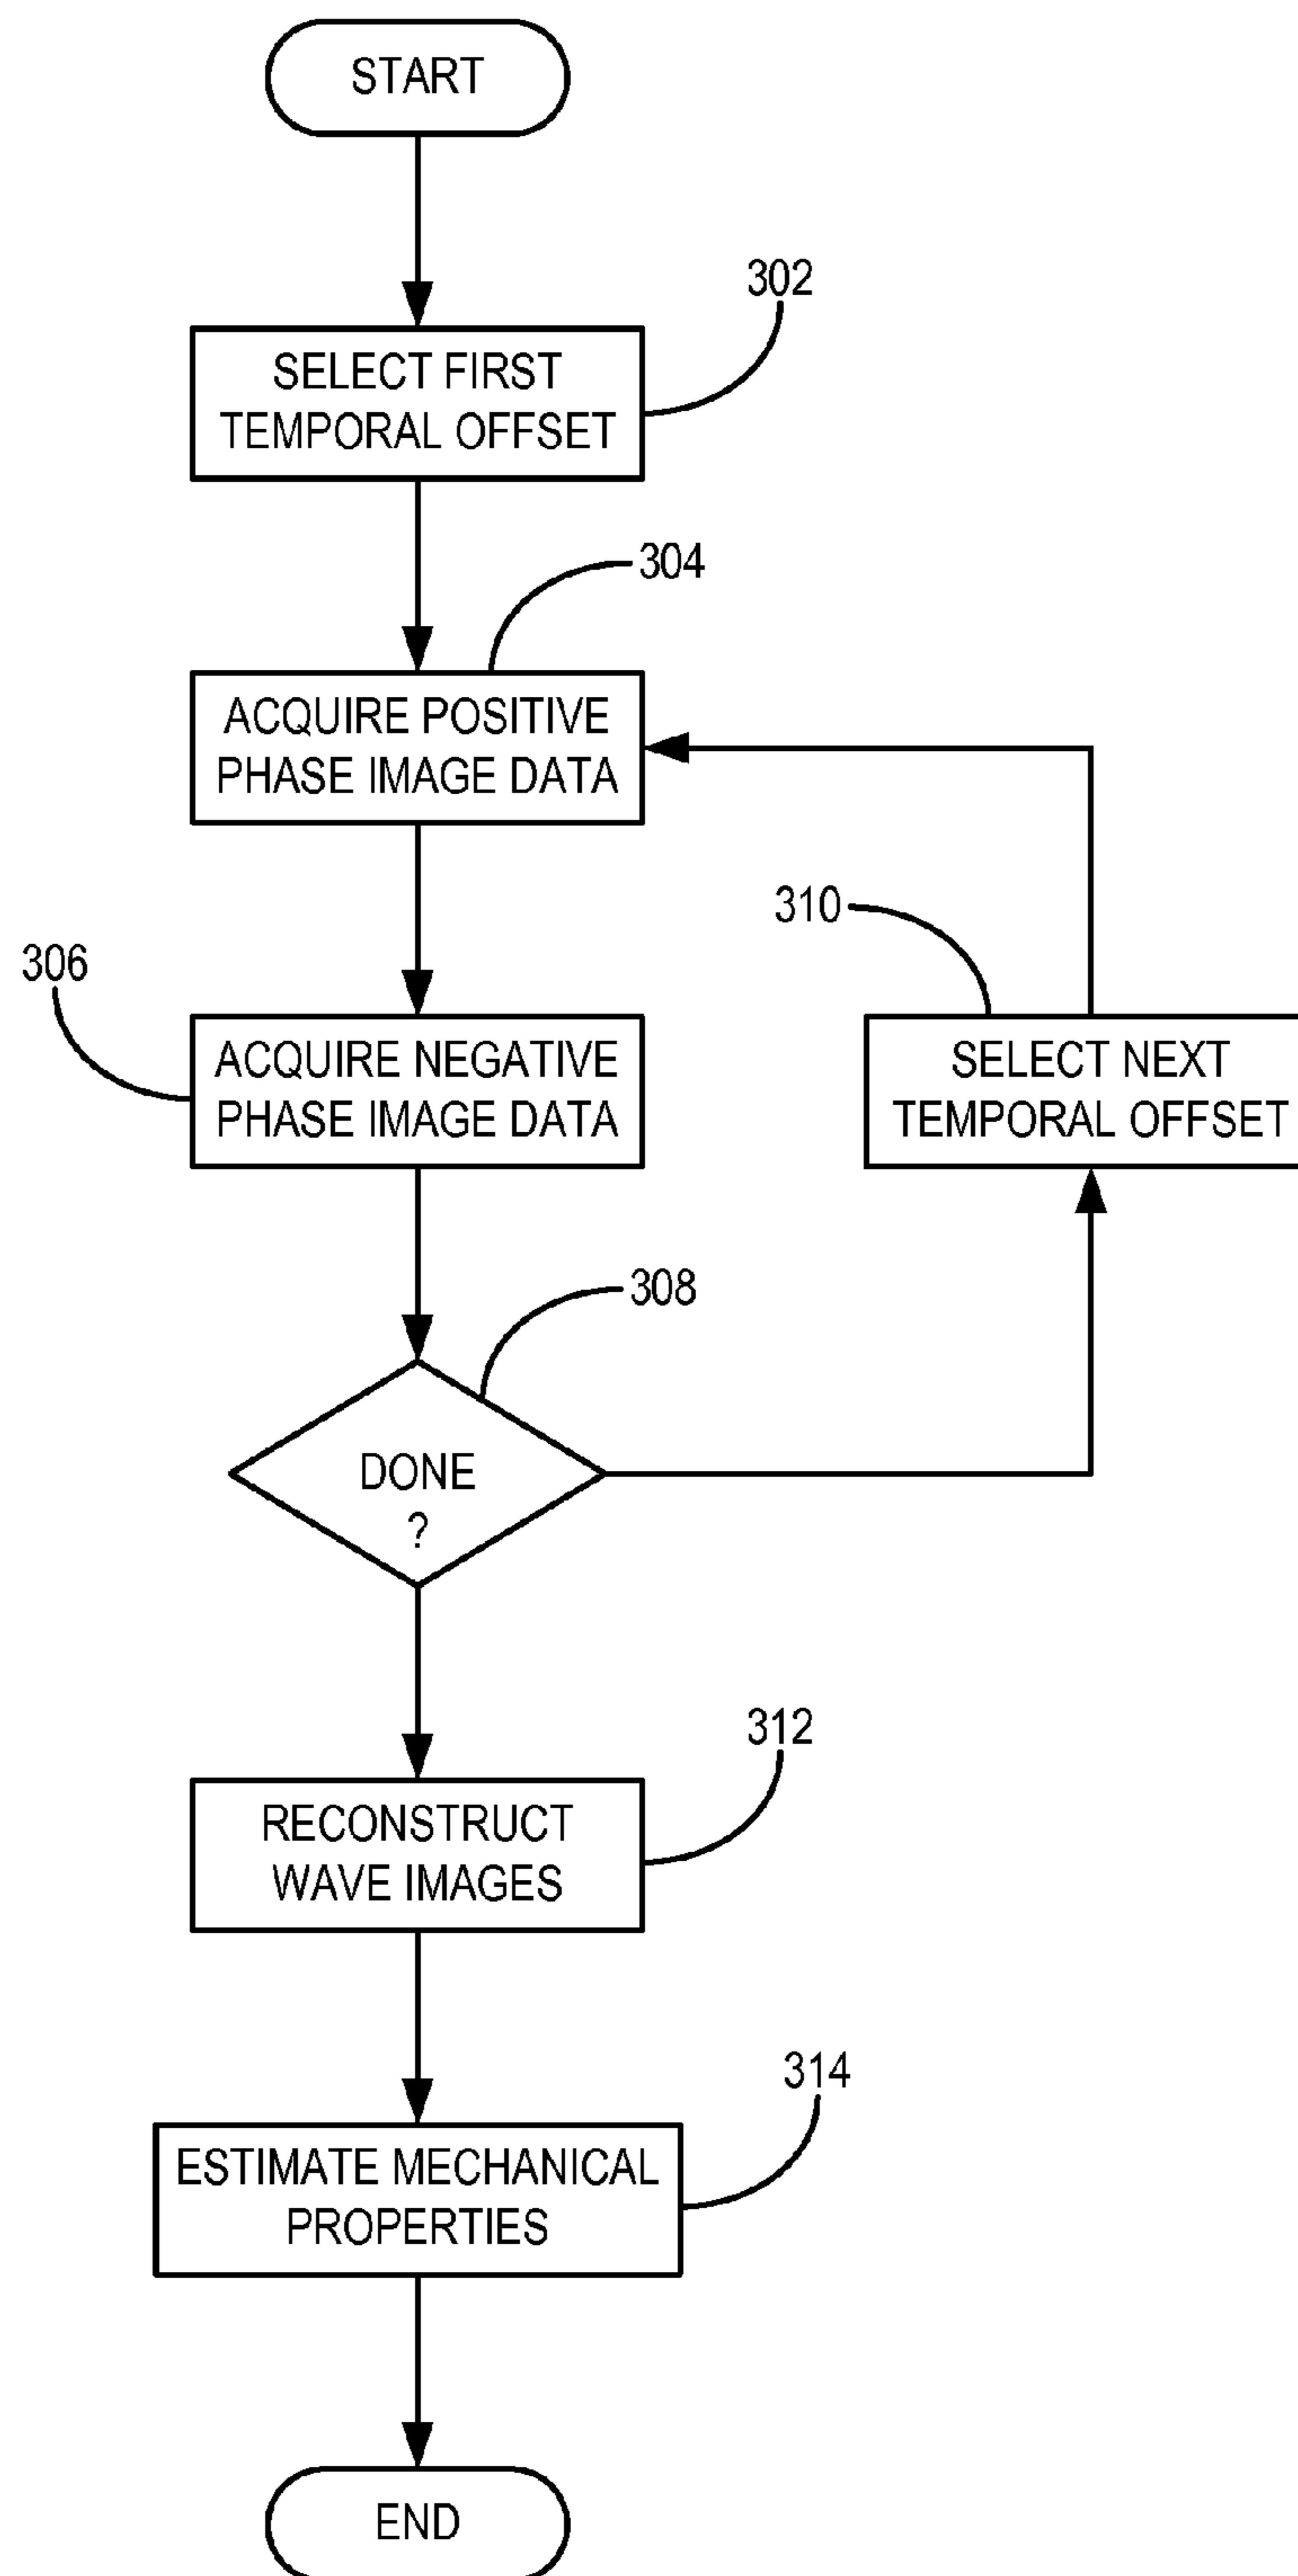 START
302
SELECT FIRST
TEMPORAL OFFSET
304
ACQUIRE POSITIVE
PHASE IMAGE DATA
310
306
ACQUIRE NEGATIVE
PHASE IMAGE DATA
SELECT NEXT
TEMPORAL OFFSET
308
DONE
?
312
RECONSTRUCT
WAVE IMAGES
314
ESTIMATE MECHANICAL
PROPERTIES
END